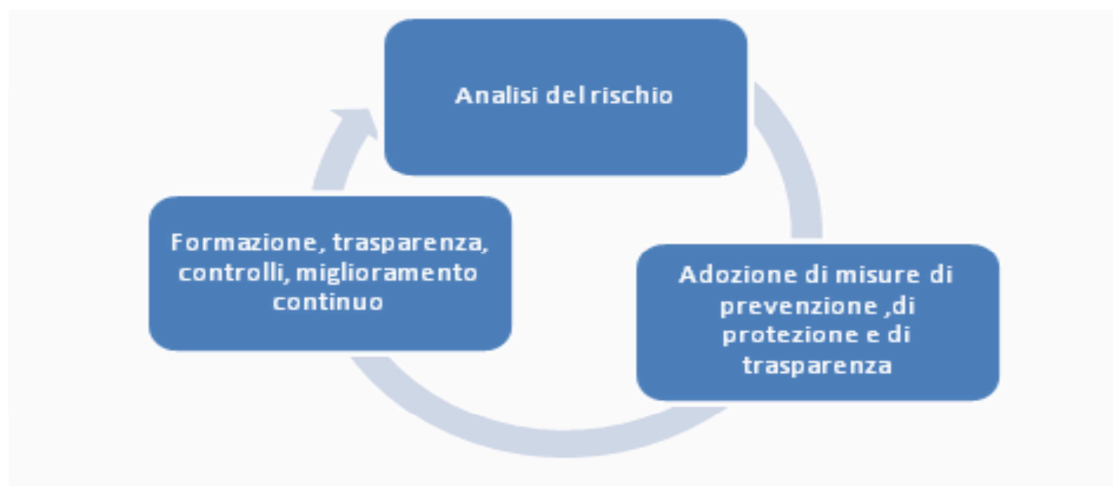 Analisi del rischio
Formazione, trasparenza,
controlli, miglioramento
continuo
Adozione di misure di
prevenzione ,di
protezione e di
trasparenza